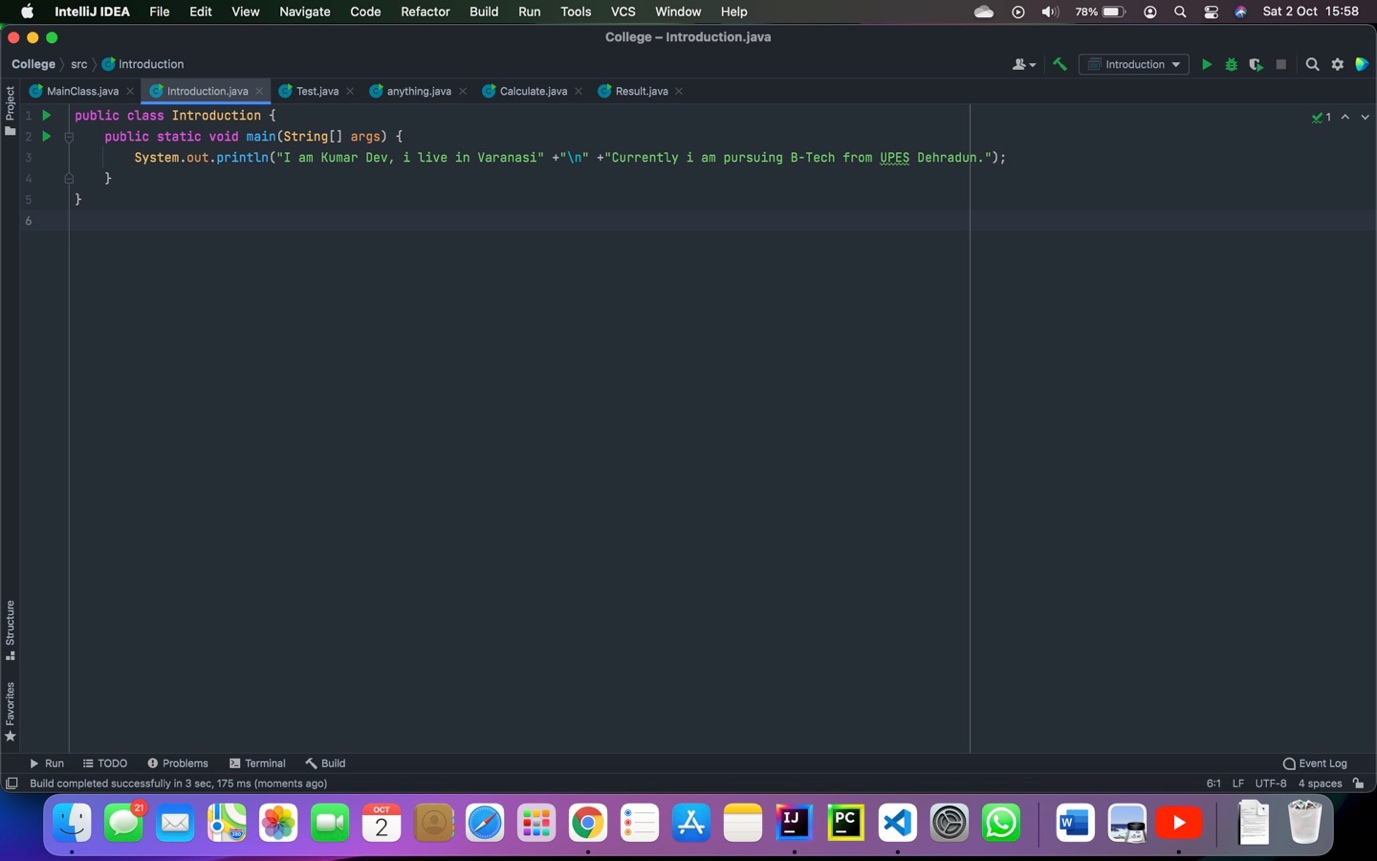 IntelliJ IDEA File Edit View Navigate Code Refactor Build Run Tools VCS Window Help 78% Sat 2 Oct 15:58
College – Introduction.java
College src Introduction Introduction
MainClass.java Introduction.java Test.java anything.java Calculate.java Result.java
Project
1 public class Introduction { 1
2 public static void main(String[] args) {
3 System.out.println("I am Kumar Dev, i live in Varanasi" +"\n" +"Currently i am pursuing B-Tech from UPES Dehradun.");
4 }
5 }
6
Structure
Favorites
Run TODO Problems Terminal Build Event Log
Build completed successfully in 3 sec, 175 ms (moments ago) 6:1 LF UTF-8 4 spaces
21
OCT
2
280
IJ
PC
W